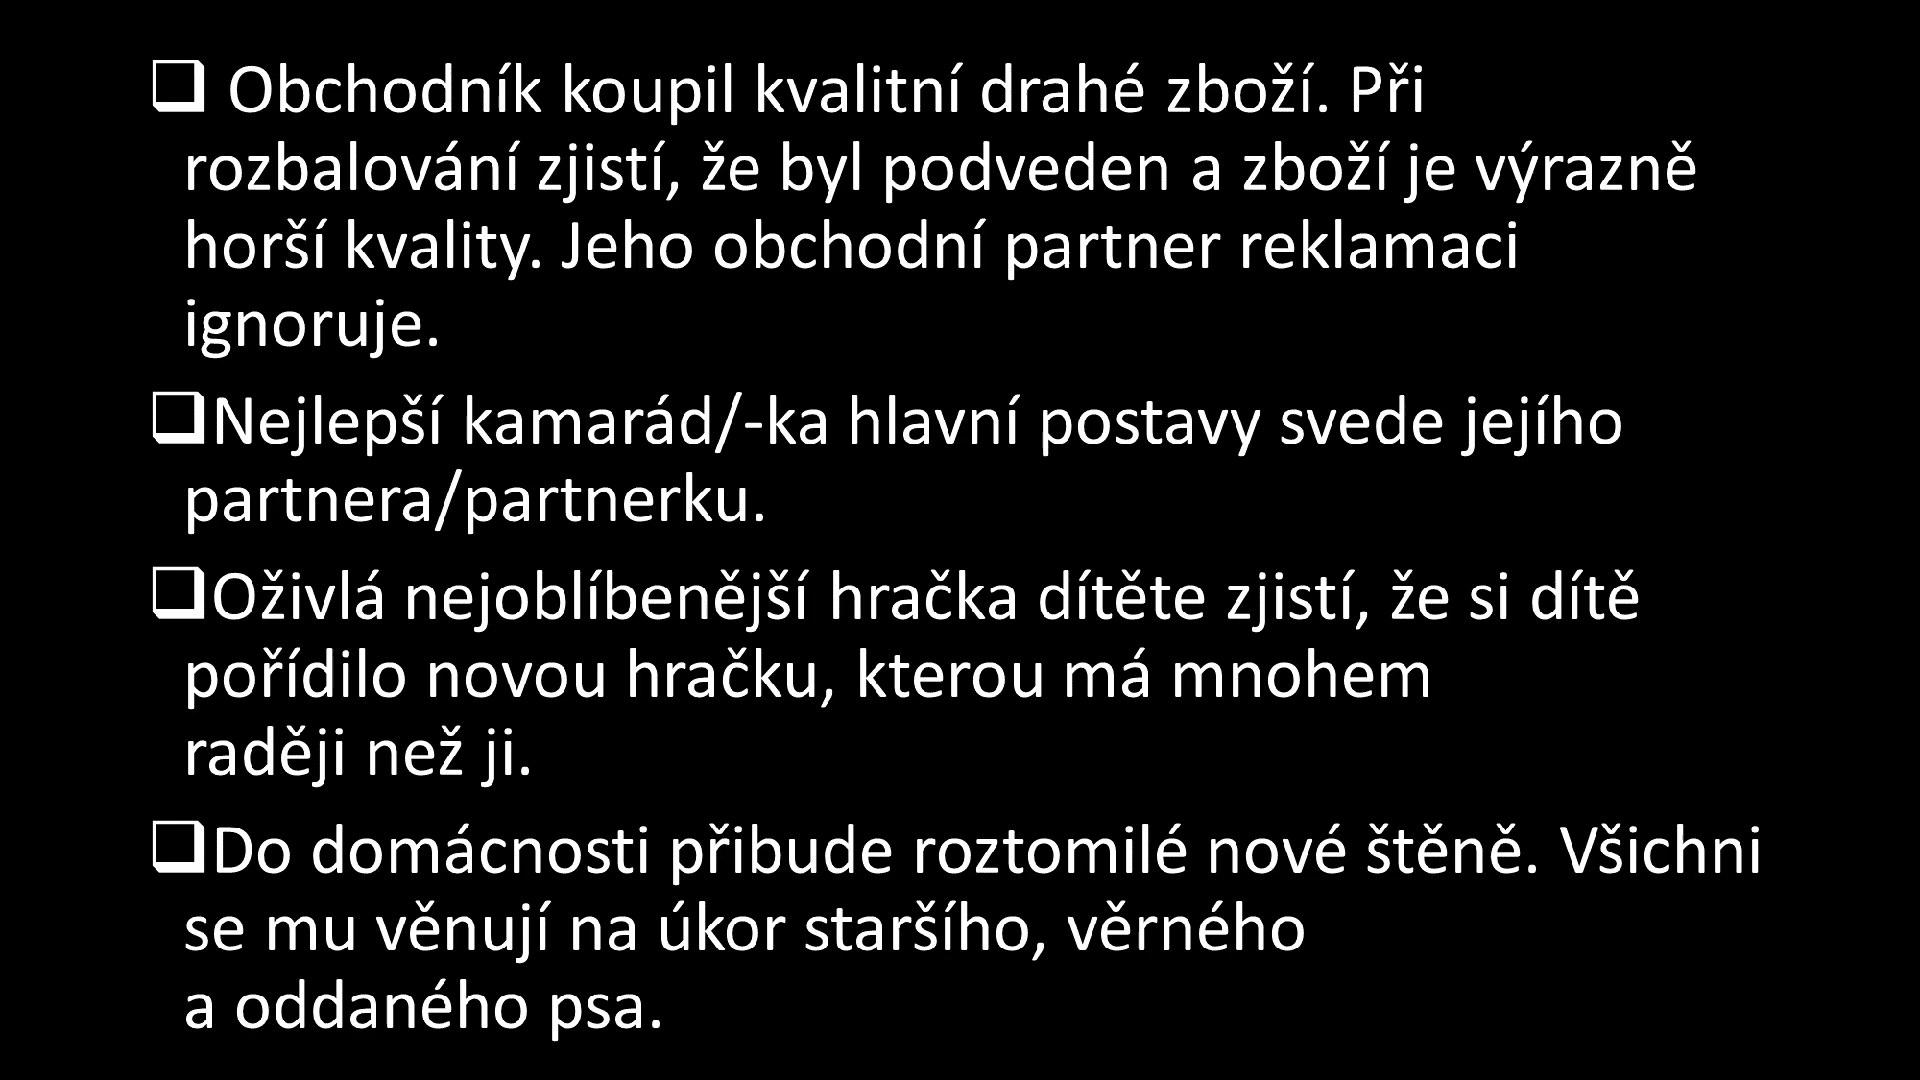 ❑ Obchodník koupil kvalitní drahé zboží. Při
rozbalování zjistí, že byl podveden a zboží je výrazně
horší kvality. Jeho obchodní partner reklamaci
ignoruje.
❑Nejlepší kamarád/-ka hlavní postavy svede jejího
partnera/partnerku.
❑Oživlá nejoblíbenější hračka dítěte zjistí, že si dítě
pořídilo novou hračku, kterou má mnohem
raději než ji.
❑Do domácnosti přibude roztomilé nové štěně. Všichni
se mu věnují na úkor staršího, věrného
a oddaného psa.